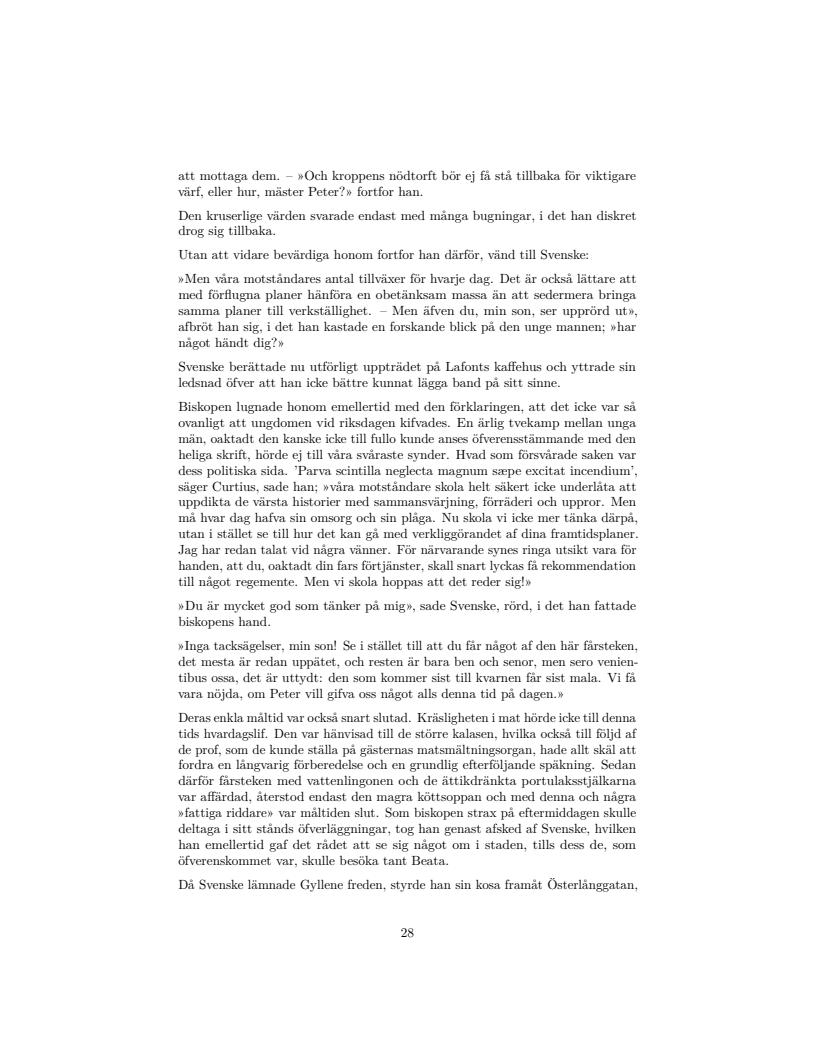 att mottaga dem. – »Och kroppens nödtorft bör ej få stå tillbaka för viktigare
värf, eller hur, mäster Peter?» fortfor han.
Den kruserlige värden svarade endast med många bugningar, i det han diskret
drog sig tillbaka.
Utan att vidare bevärdiga honom fortfor han därför, vänd till Svenske:
»Men våra motståndares antal tillväxer för hvarje dag. Det är också lättare att
med förflugna planer hänföra en obetänksam massa än att sedermera bringa
samma planer till verkställighet. – Men äfven du, min son, ser upprörd ut»,
afbröt han sig, i det han kastade en forskande blick på den unge mannen; »har
något händt dig?»
Svenske berättade nu utförligt uppträdet på Lafonts kaffehus och yttrade sin
ledsnad öfver att han icke bättre kunnat lägga band på sitt sinne.
Biskopen lugnade honom emellertid med den förklaringen, att det icke var så
ovanligt att ungdomen vid riksdagen kifvades. En ärlig tvekamp mellan unga
män, oaktadt den kanske icke till fullo kunde anses öfverensstämmande med den
heliga skrift, hörde ej till våra svåraste synder. Hvad som försvårade saken var
dess politiska sida. ’Parva scintilla neglecta magnum sæpe excitat incendium’,
säger Curtius, sade han; »våra motståndare skola helt säkert icke underlåta att
uppdikta de värsta historier med sammansvärjning, förräderi och uppror. Men
må hvar dag hafva sin omsorg och sin plåga. Nu skola vi icke mer tänka därpå,
utan i stället se till hur det kan gå med verkliggörandet af dina framtidsplaner.
Jag har redan talat vid några vänner. För närvarande synes ringa utsikt vara för
handen, att du, oaktadt din fars förtjänster, skall snart lyckas få rekommendation
till något regemente. Men vi skola hoppas att det reder sig!»
»Du är mycket god som tänker på mig», sade Svenske, rörd, i det han fattade
biskopens hand.
»Inga tacksägelser, min son! Se i stället till att du får något af den här fårsteken,
det mesta är redan uppätet, och resten är bara ben och senor, men sero venien-
tibus ossa, det är uttydt: den som kommer sist till kvarnen får sist mala. Vi få
vara nöjda, om Peter vill gifva oss något alls denna tid på dagen.»
Deras enkla måltid var också snart slutad. Kräsligheten i mat hörde icke till denna
tids hvardagslif. Den var hänvisad till de större kalasen, hvilka också till följd af
de prof, som de kunde ställa på gästernas matsmältningsorgan, hade allt skäl att
fordra en långvarig förberedelse och en grundlig efterföljande späkning. Sedan
därför fårsteken med vattenlingonen och de ättikdränkta portulaksstjälkarna
var affärdad, återstod endast den magra köttsoppan och med denna och några
»fattiga riddare» var måltiden slut. Som biskopen strax på eftermiddagen skulle
deltaga i sitt stånds öfverläggningar, tog han genast afsked af Svenske, hvilken
han emellertid gaf det rådet att se sig något om i staden, tills dess de, som
öfverenskommet var, skulle besöka tant Beata.
Då Svenske lämnade Gyllene freden, styrde han sin kosa framåt Österlånggatan,
28